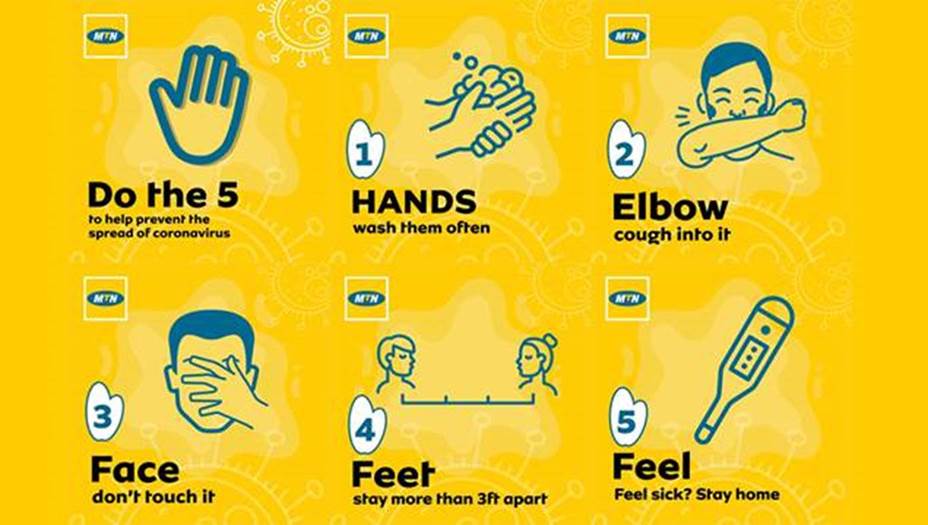 MTN
Do the 5
to help prevent the
spread of coronavirus
MTN
1
HANDS
wash them often
MTN
2
Elbow
cough into it
MTN
3
Face
don't touch it
MTN
4
Feet
stay more than 3ft apart
MTN
5
Feel
Feel sick? Stay home